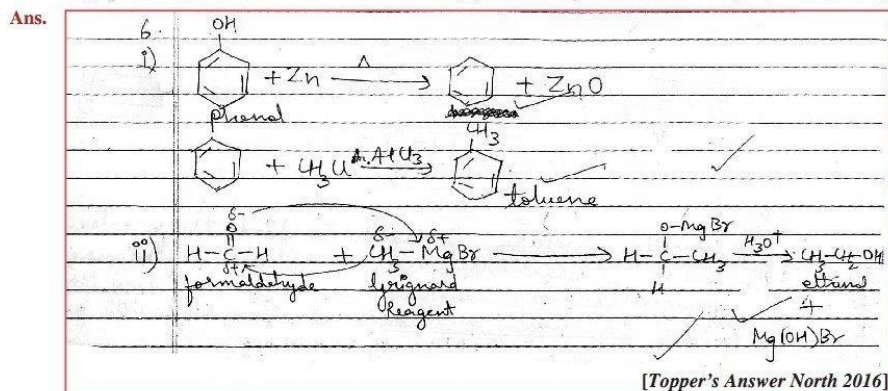 Ans.
6.
OH
i) + Zn Δ + ZnO
phenol
CH3
+ CH3Cl an. AlCl3
toluene
δ- O-MgBr
O δ- δ+
ii) H-C-H + CH3-MgBr H-C-CH3 H3O+ CH3-CH2-OH
δ+ H
formaldehyde Grignard ethanol
Reagent +
Mg(OH)Br
[Topper's Answer North 2016]